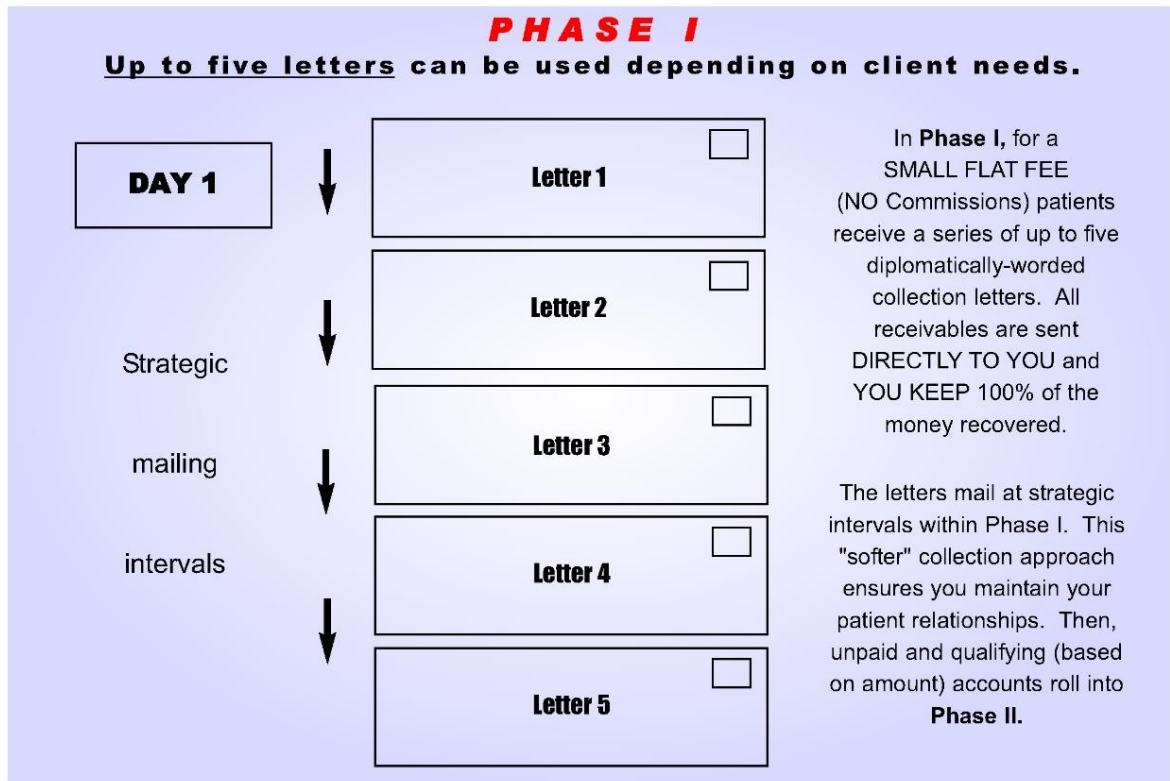 PHASE I
Up to five letters can be used depending on client needs.
DAY 1
Strategic
mailing
intervals
Letter 1
Letter 2
Letter 3
Letter 4
Letter 5
In Phase I, for a
SMALL FLAT FEE
(NO Commissions) patients
receive a series of up to five
diplomatically-worded
collection letters. All
receivables are sent
DIRECTLY TO YOU and
YOU KEEP 100% of the
money recovered.
The letters mail at strategic
intervals within Phase I. This
"softer" collection approach
ensures you maintain your
patient relationships. Then,
unpaid and qualifying (based
on amount) accounts roll into
Phase II.